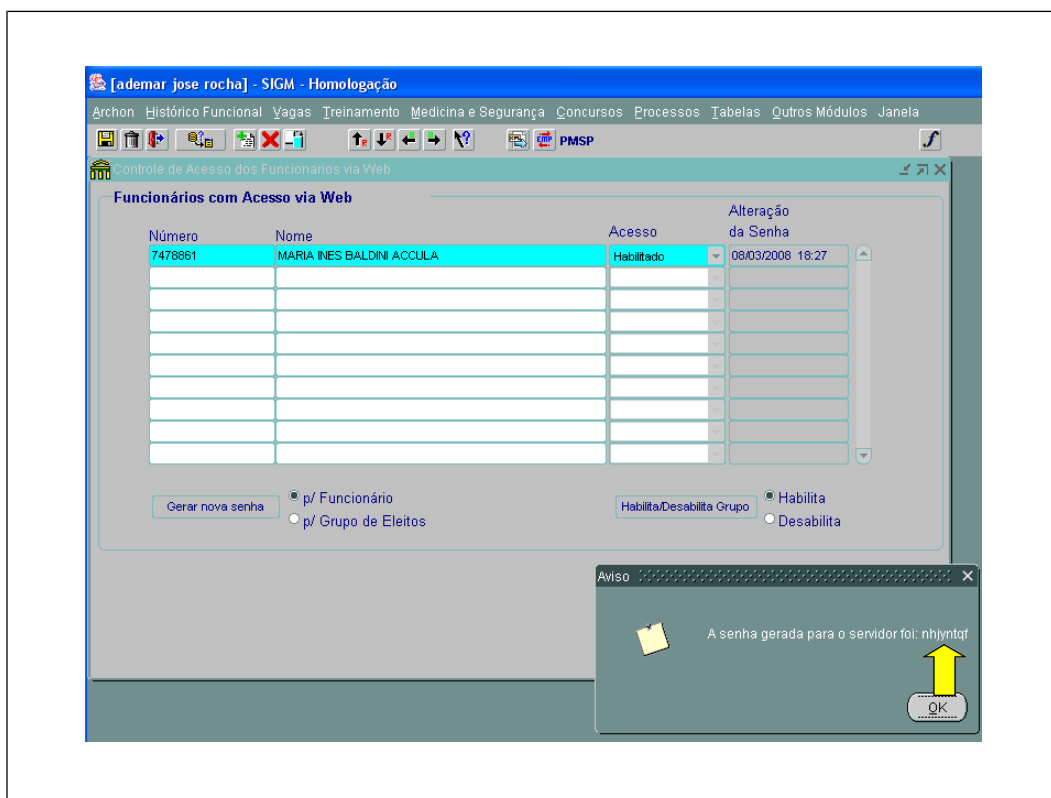 [ademar jose rocha] - SIGM - Homologação
Archon Histórico Funcional Vagas Treinamento Medicina e Segurança Concursos Processos Tabelas Outros Módulos Janela
PMSP
Controle de Acesso dos Funcionarios via Web
Funcionários com Acesso via Web
Número Nome Acesso Alteração
da Senha
7478861 MARIA INES BALDINI ACCULA Habilitado 08/03/2008 18:27
Gerar nova senha p/ Funcionário Habilita/Desabilita Grupo Habilita
p/ Grupo de Eleitos Desabilita
Aviso
A senha gerada para o servidor foi: nhjyntqf
OK